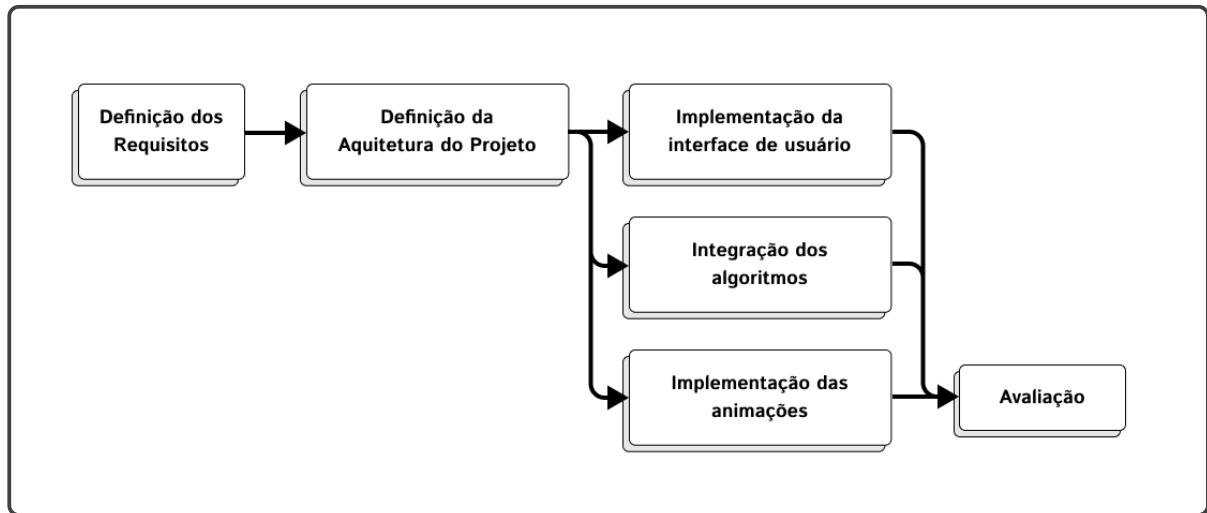 Definição dos
Requisitos
Definição da
Aquitetura do Projeto
Implementação da
interface de usuário
Integração dos
algoritmos
Implementação das
animações
Avaliação